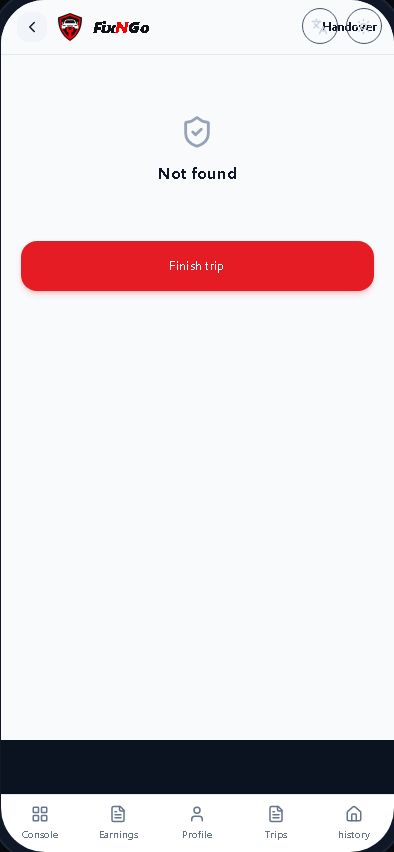 FixNGo
Handover
Not found
Finish trip
Console
Earnings
Profile
Trips
history